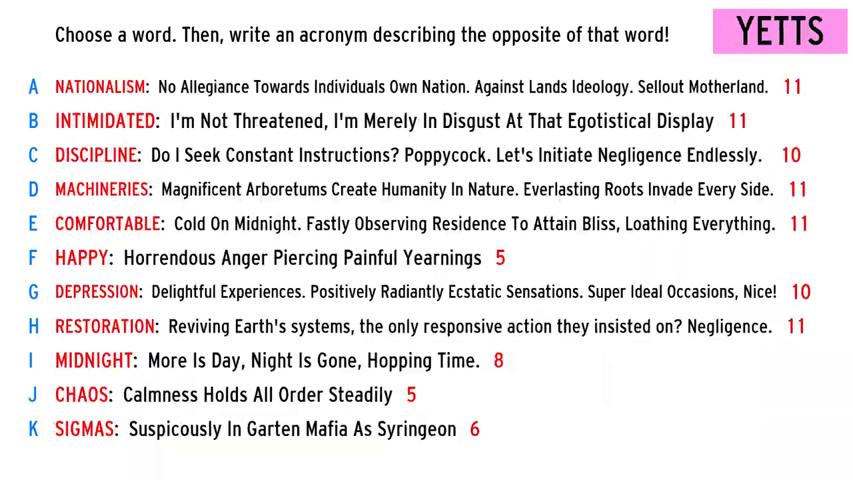 Choose a word. Then, write an acronym describing the opposite of that word!
YETTS
A NATIONALISM: No Allegiance Towards Individuals Own Nation. Against Lands Ideology. Sellout Motherland. 11
B INTIMIDATED: I'm Not Threatened, I'm Merely In Disgust At That Egotistical Display 11
C DISCIPLINE: Do I Seek Constant Instructions? Poppycock. Let's Initiate Negligence Endlessly. 10
D MACHINERIES: Magnificent Arboretums Create Humanity In Nature. Everlasting Roots Invade Every Side. 11
E COMFORTABLE: Cold On Midnight. Fastly Observing Residence To Attain Bliss, Loathing Everything. 11
F HAPPY: Horrendous Anger Piercing Painful Yearnings 5
G DEPRESSION: Delightful Experiences. Positively Radiantly Ecstatic Sensations. Super Ideal Occasions, Nice! 10
H RESTORATION: Reviving Earth's systems, the only responsive action they insisted on? Negligence. 11
I MIDNIGHT: More Is Day, Night Is Gone, Hopping Time. 8
J CHAOS: Calmness Holds All Order Steadily 5
K SIGMAS: Suspicously In Garten Mafia As Syringeon 6